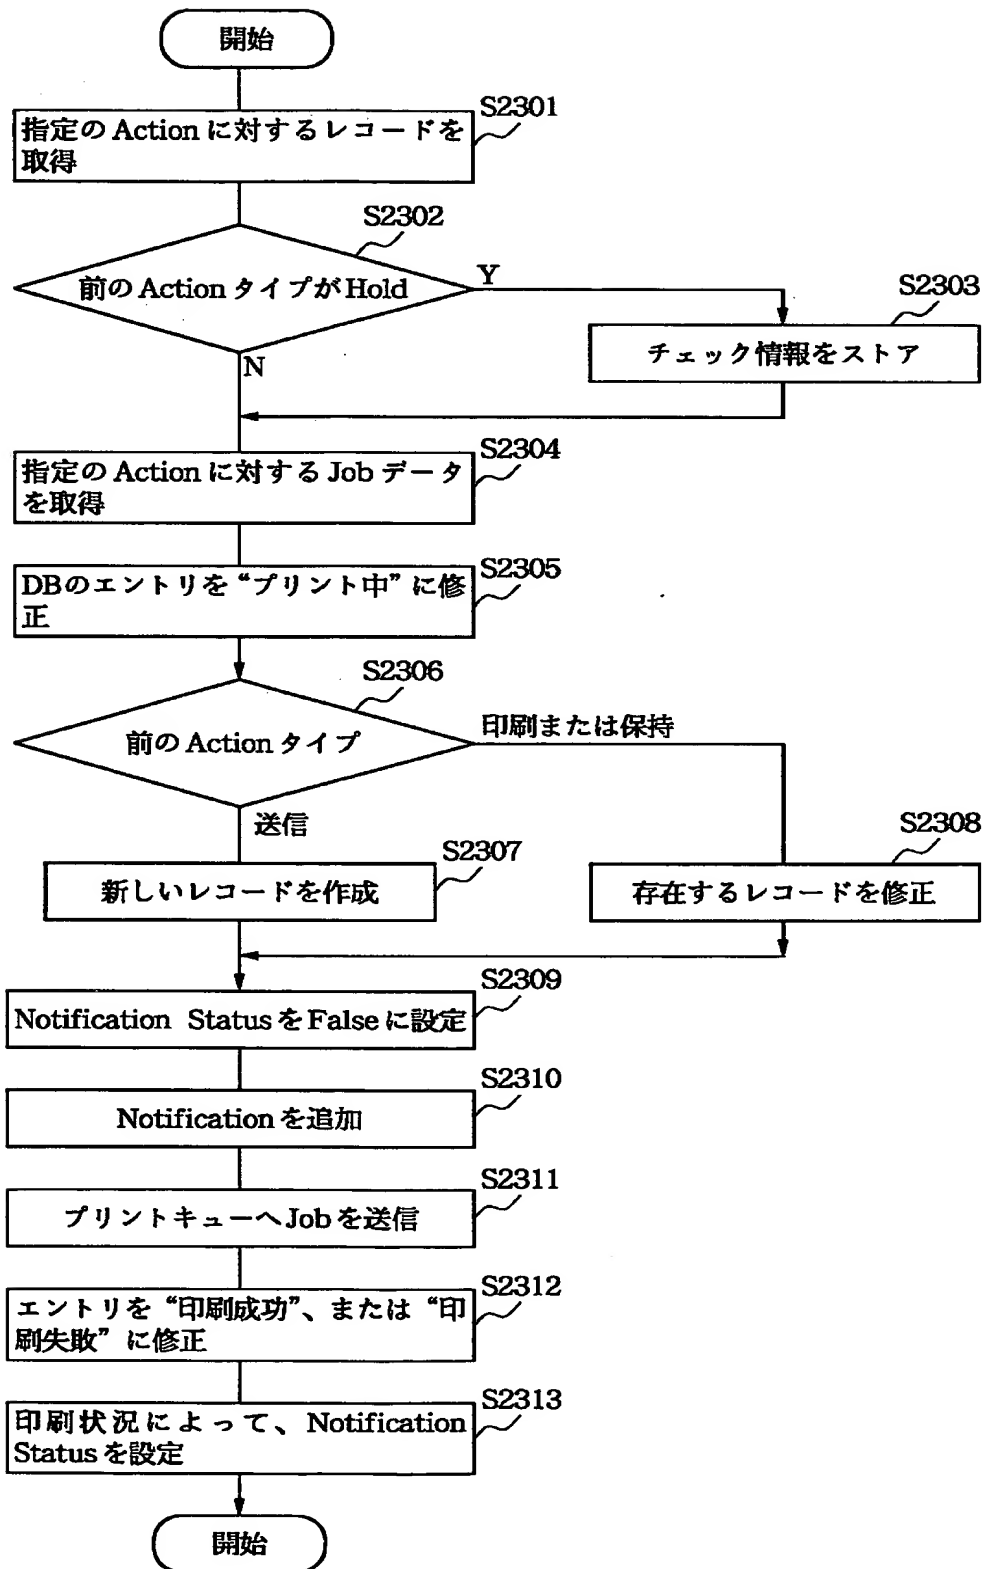 開始
S2301
指定のActionに対するレコードを
取得
S2302
前のActionタイプがHold
Y
N
S2303
チェック情報をストア
S2304
指定のActionに対するJobデータ
を取得
S2305
DBのエントリを“プリント中”に修
正
S2306
前のActionタイプ
印刷または保持
送信
S2307
新しいレコードを作成
S2308
存在するレコードを修正
S2309
Notification StatusをFalseに設定
S2310
Notificationを追加
S2311
プリントキューへJobを送信
S2312
エントリを“印刷成功”、または“印
刷失敗”に修正
S2313
印刷状況によって、Notification
Statusを設定
開始